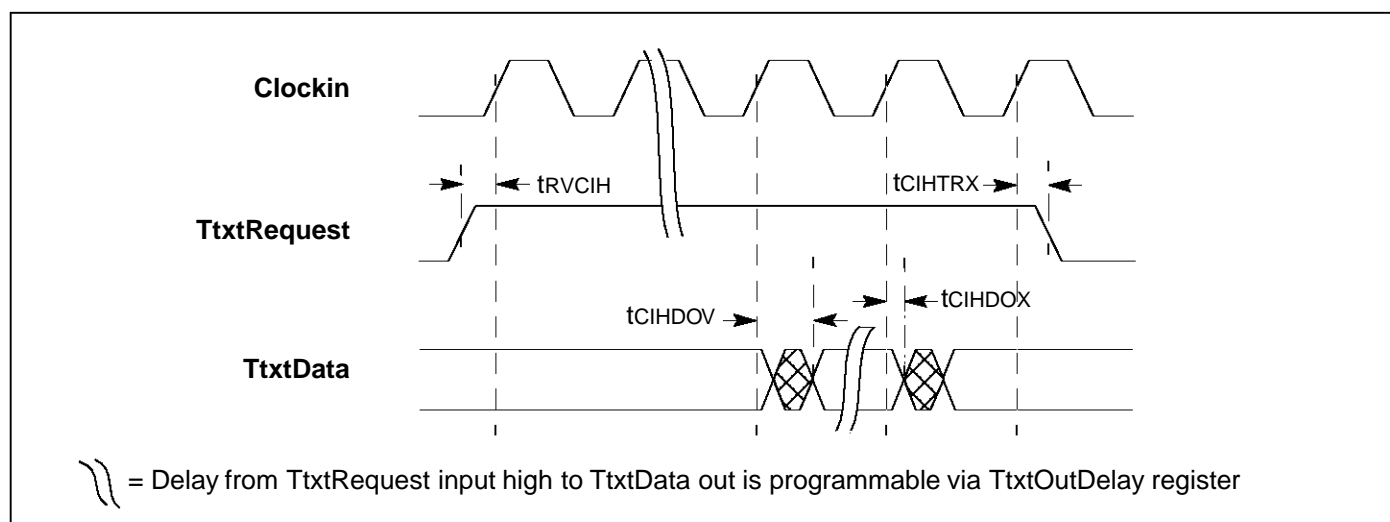 Clockin
tRVCIH
tCIHTRX
TtxtRequest
tCIHDOV
tCIHDOX
TtxtData
= Delay from TtxtRequest input high to TtxtData out is programmable via TtxtOutDelay register